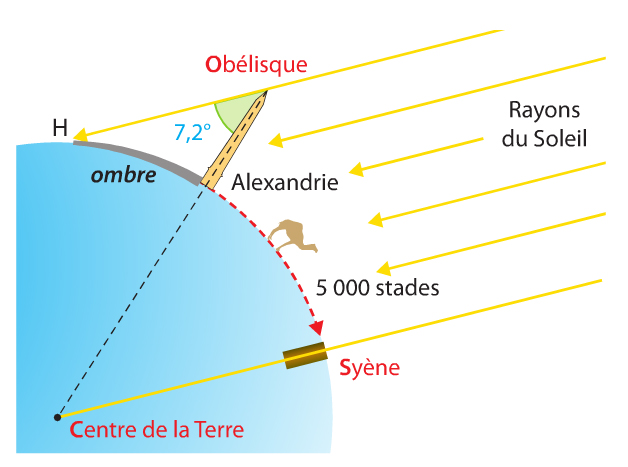 Obélisque
H
7,2°
Rayons
du Soleil
ombre
Alexandrie
5 000 stades
Syène
Centre de la Terre